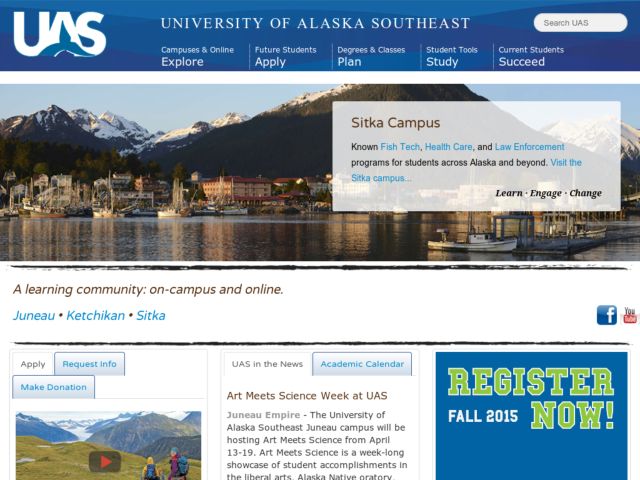 UAS
UNIVERSITY OF ALASKA SOUTHEAST
Search UAS
Campuses & Online
Explore
Future Students
Apply
Degrees & Classes
Plan
Student Tools
Study
Current Students
Succeed
Sitka Campus
Known Fish Tech, Health Care, and Law Enforcement
programs for students across Alaska and beyond. Visit the
Sitka campus...
Learn · Engage · Change
A learning community: on-campus and online.
Juneau • Ketchikan • Sitka
You
Tube
Apply
Request Info
Make Donation
UAS in the News
Academic Calendar
Art Meets Science Week at UAS
Juneau Empire - The University of
Alaska Southeast Juneau campus will be
hosting Art Meets Science from April
13-19. Art Meets Science is a week-long
showcase of student accomplishments in
the liberal arts, Alaska Native oratory,
REGISTER
FALL 2015 NOW!